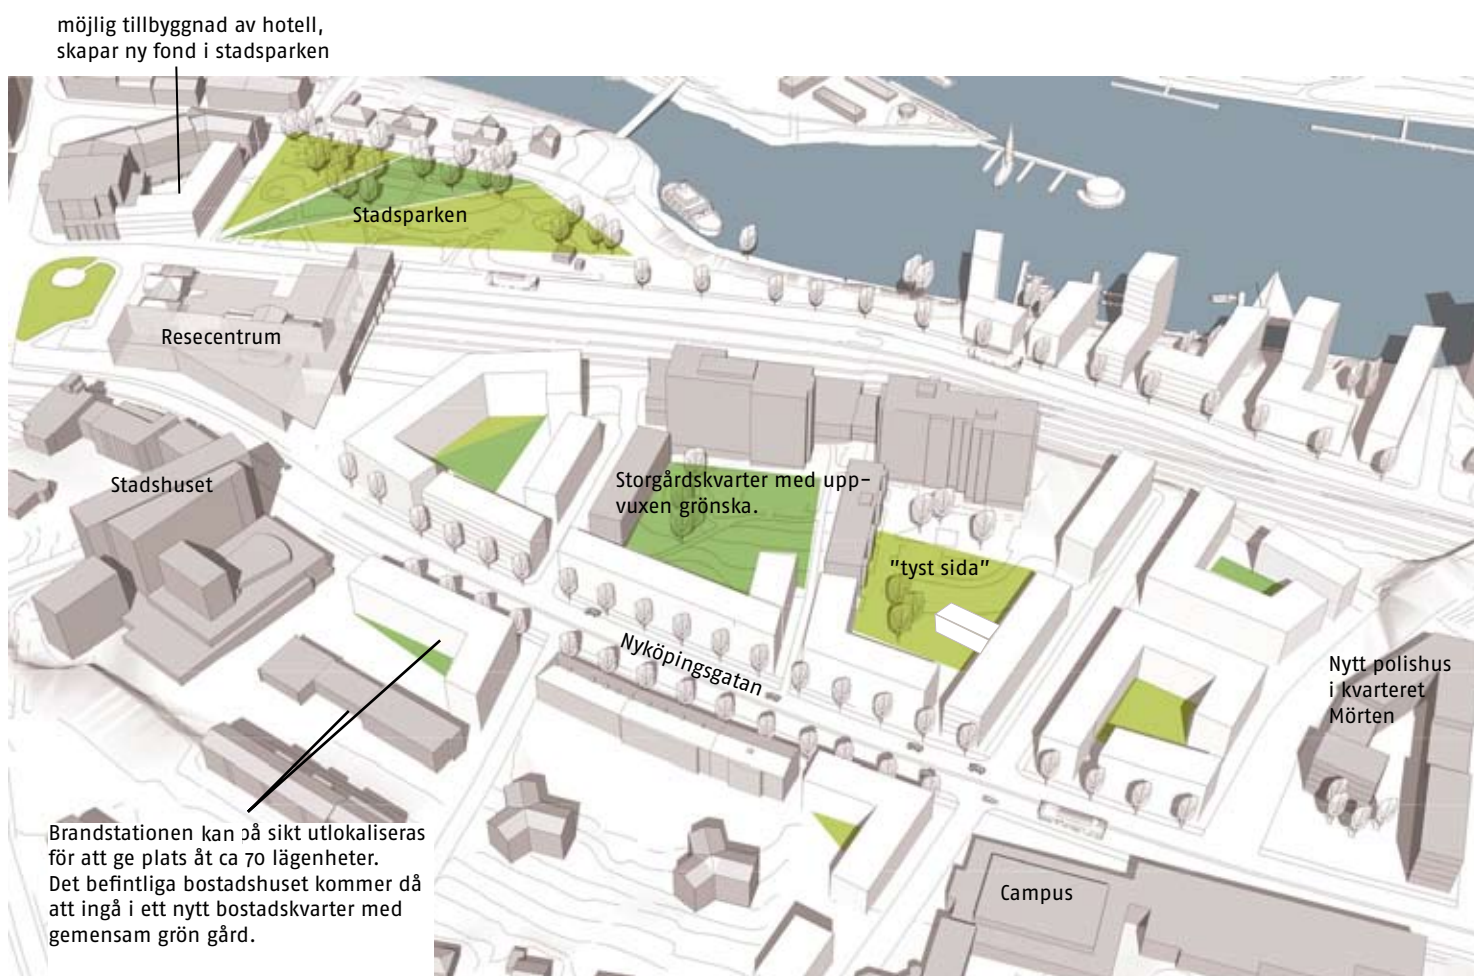 möjlig tillbyggnad av hotell,
skapar ny fond i stadsparken
Stadsparken
Resecentrum
Stadshuset
Storgårdskvarter med upp-
vuxen grönska.
”tyst sida”
Nyköpingsgatan
Nytt polishus
i kvarteret
Mörten
Brandstationen kan på sikt utlokaliseras
för att ge plats åt ca 70 lägenheter.
Det befintliga bostadshuset kommer då
att ingå i ett nytt bostadskvarter med
gemensam grön gård.
Campus